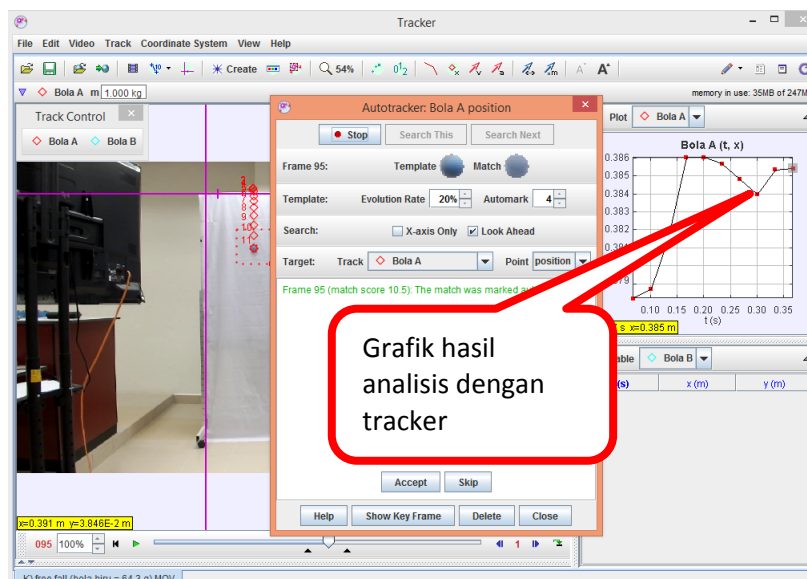 Tracker
File Edit Video Track Coordinate System View Help
Create 54%
Bola A m 1.000 kg
memory in use: 35MB of 247M
Track Control
Bola A Bola B
Autotracker: Bola A position
Stop Search This Search Next
Frame 95: Template Match
Template: Evolution Rate 20% Automark 4
Search: X-axis Only Look Ahead
Target: Track Bola A Point position
Frame 95 (match score 10.5): The match was marked
Accept Skip
Help Show Key Frame Delete Close
Plot Bola A
Bola A (t, x)
0.386
0.385
0.384
0.383
0.382
0.10 0.15 0.20 0.25 0.30 0.35
t (s)
s x=0.385 m
Grafik hasil
analisis dengan
tracker
Bola B
(s) x (m) y (m)
x=0.391 m y=3.846E-2 m
095 100% 1